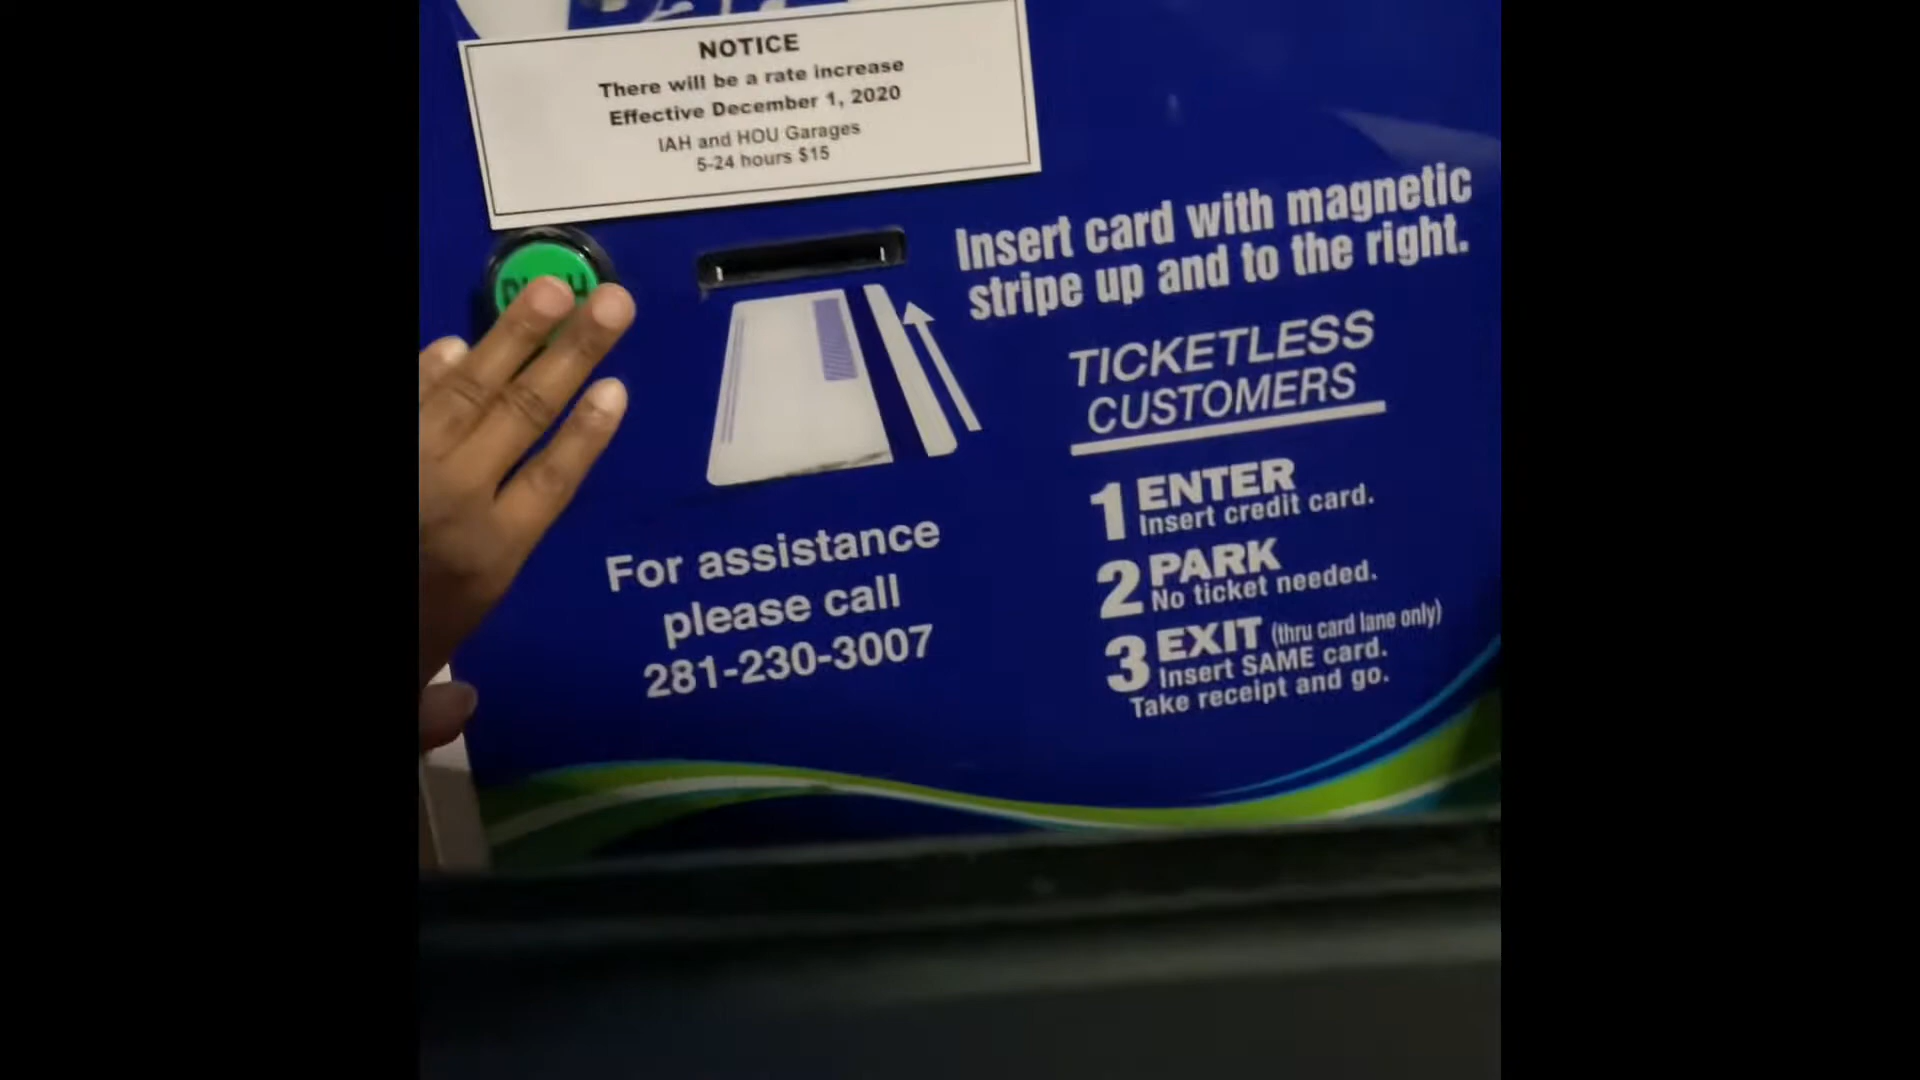 NOTICE
There will be a rate increase
Effective December 1, 2020
IAH and HOU Garages
5-24 hours $15
Insert card with magnetic
stripe up and to the right.
TICKETLESS
CUSTOMERS
1 ENTER
Insert credit card.
2 PARK
No ticket needed.
3 EXIT (thru card lane only)
Insert SAME card.
Take receipt and go.
For assistance
please call
281-230-3007